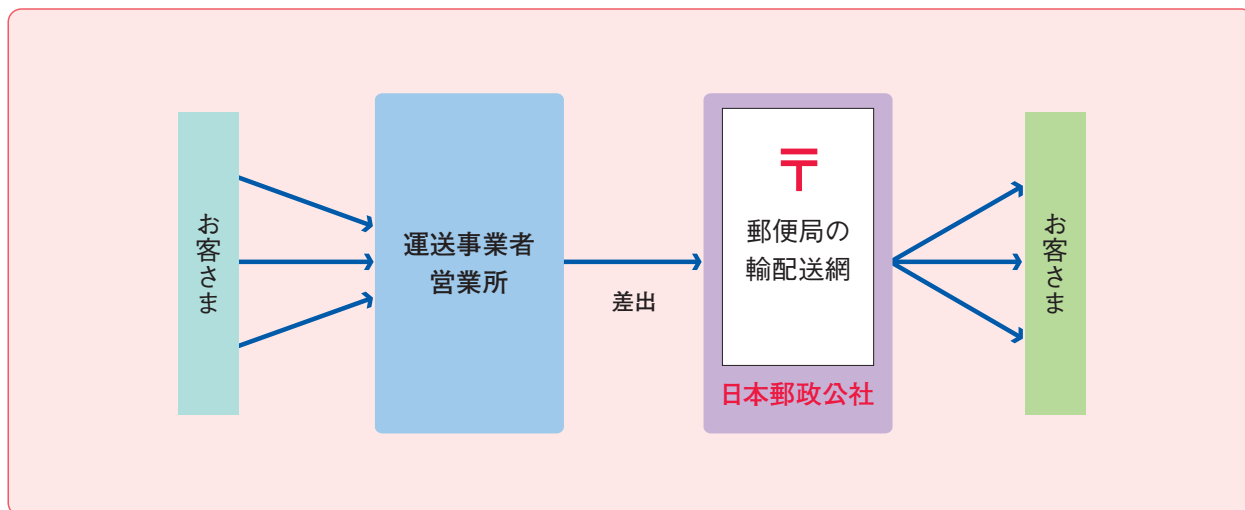 お客さま
運送事業者
営業所
差出
〒
郵便局の
輸配送網
日本郵政公社
お客さま